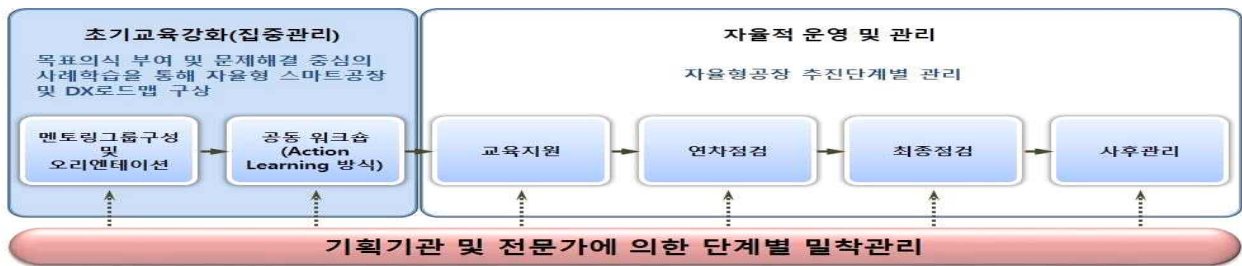 초기교육강화(집중관리)
목표의식 부여 및 문제해결 중심의
사례학습을 통해 자율형 스마트공장
및 DX로드맵 구상
멘토링그룹구성
및
오리엔테이션
공동 워크숍
(Action
Learning 방식)
자율적 운영 및 관리
자율형공장 추진단계별 관리
교육지원
연차점검
최종점검
사후관리
기획기관 및 전문가에 의한 단계별 밀착관리